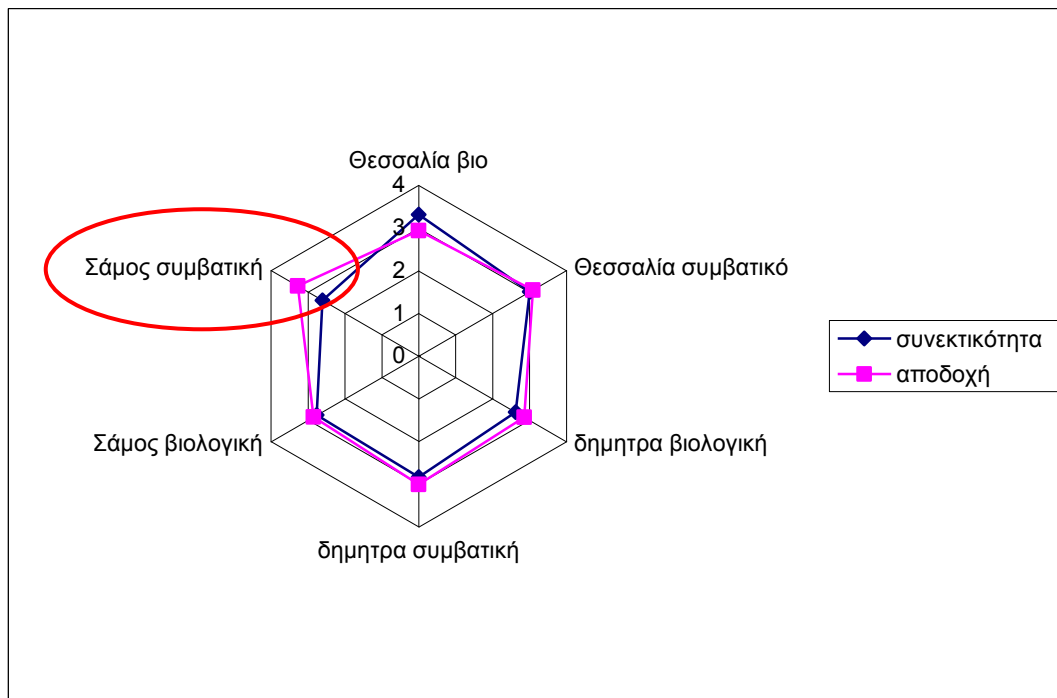 Θεσσαλία βιο
4
3
Σάμος συμβατική
Θεσσαλία συμβατικό
2
1
συνεκτικότητα
0
αποδοχή
Σάμος βιολογική
δημητρα βιολογική
δημητρα συμβατική